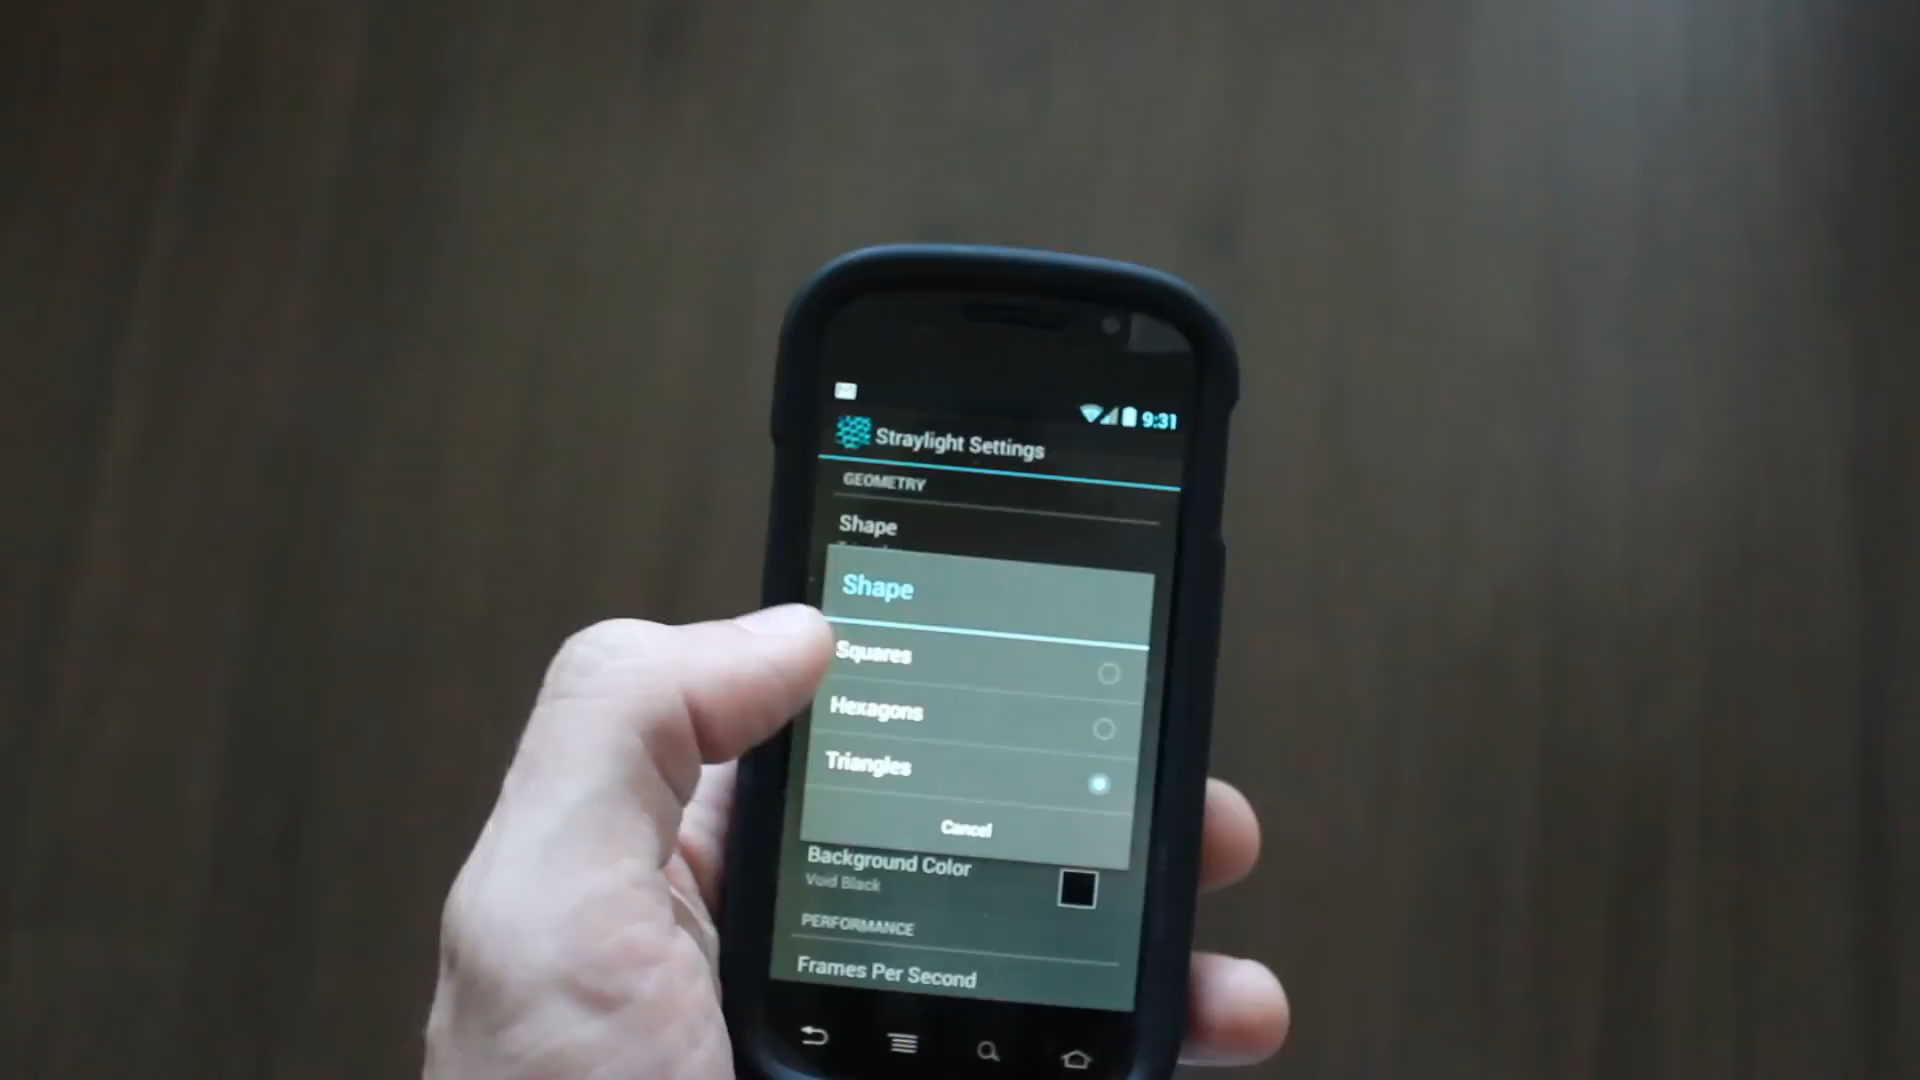 9:31
Straylight Settings
GEOMETRY
Shape
Shape
Squares
Hexagons
Triangles
Cancel
Background Color
Void Black
PERFORMANCE
Frames Per Second